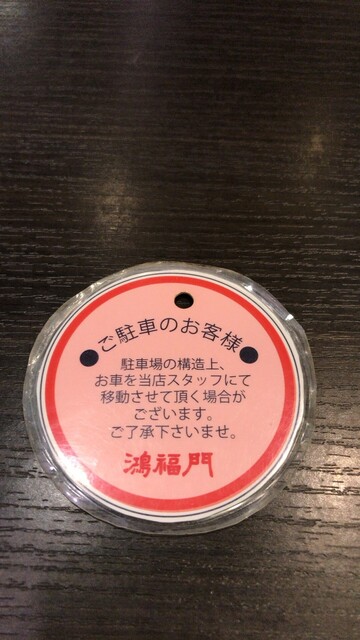 ご駐車のお客様
駐車場の構造上、
お車を当店スタッフにて
移動させて頂く場合が
ございます。
ご了承下さいませ。
鴻福門